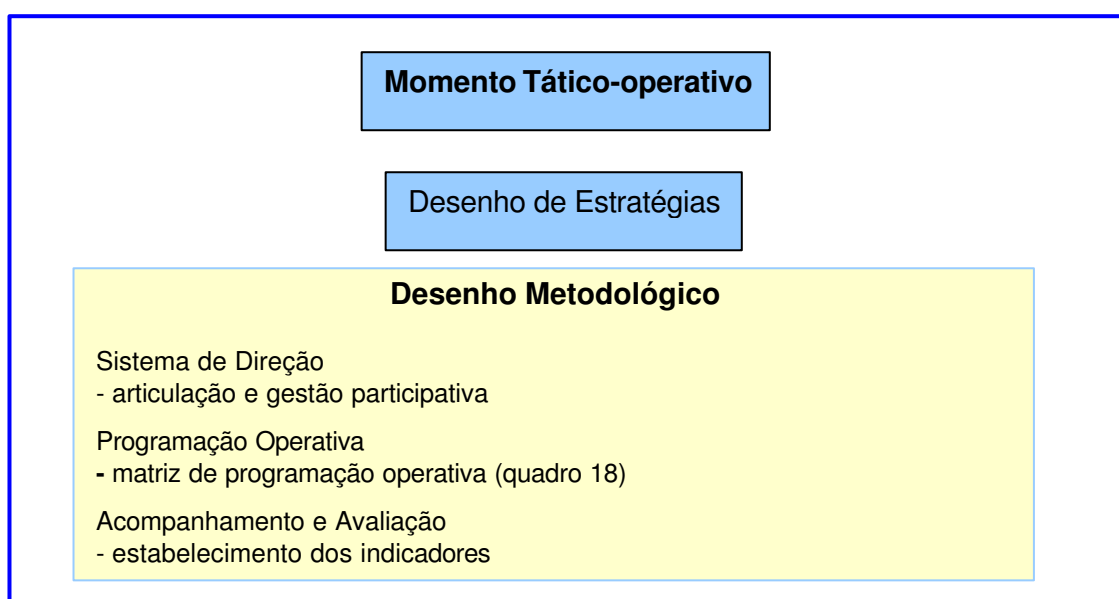 Momento Tático-operativo
Desenho de Estratégias
Desenho Metodológico
Sistema de Direção
- articulação e gestão participativa
Programação Operativa
- matriz de programação operativa (quadro 18)
Acompanhamento e Avaliação
- estabelecimento dos indicadores